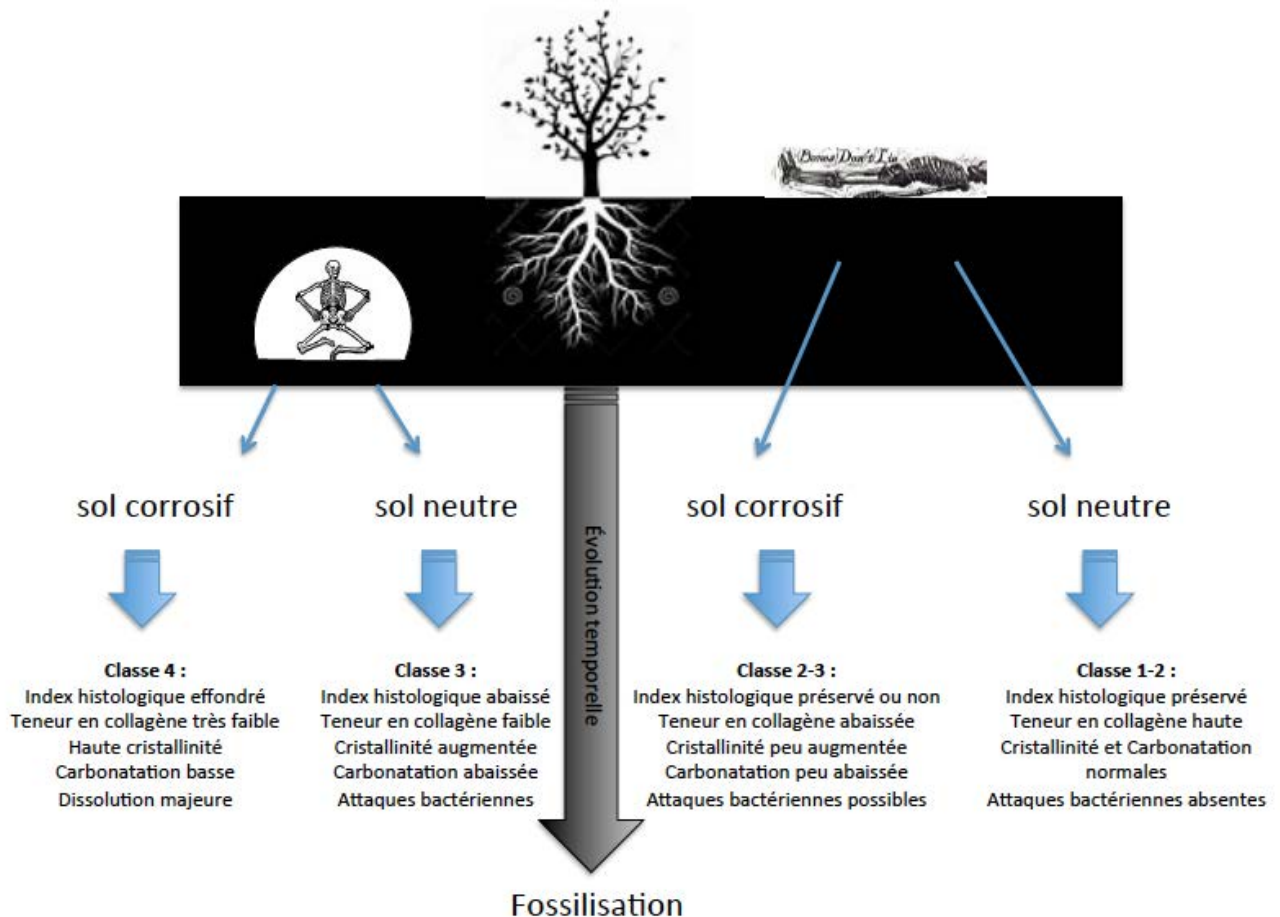 Bones Don't Lie
sol corrosif
sol neutre
sol corrosif
sol neutre
Évolution temporelle
Classe 4 :
Index histologique effondré
Teneur en collagène très faible
Haute cristallinité
Carbonatation basse
Dissolution majeure
Classe 3 :
Index histologique abaissé
Teneur en collagène faible
Cristallinité augmentée
Carbonatation abaissée
Attaques bactériennes
Classe 2-3 :
Index histologique préservé ou non
Teneur en collagène abaissée
Cristallinité peu augmentée
Carbonatation peu abaissée
Attaques bactériennes possibles
Classe 1-2 :
Index histologique préservé
Teneur en collagène haute
Cristallinité et Carbonatation
normales
Attaques bactériennes absentes
Fossilisation